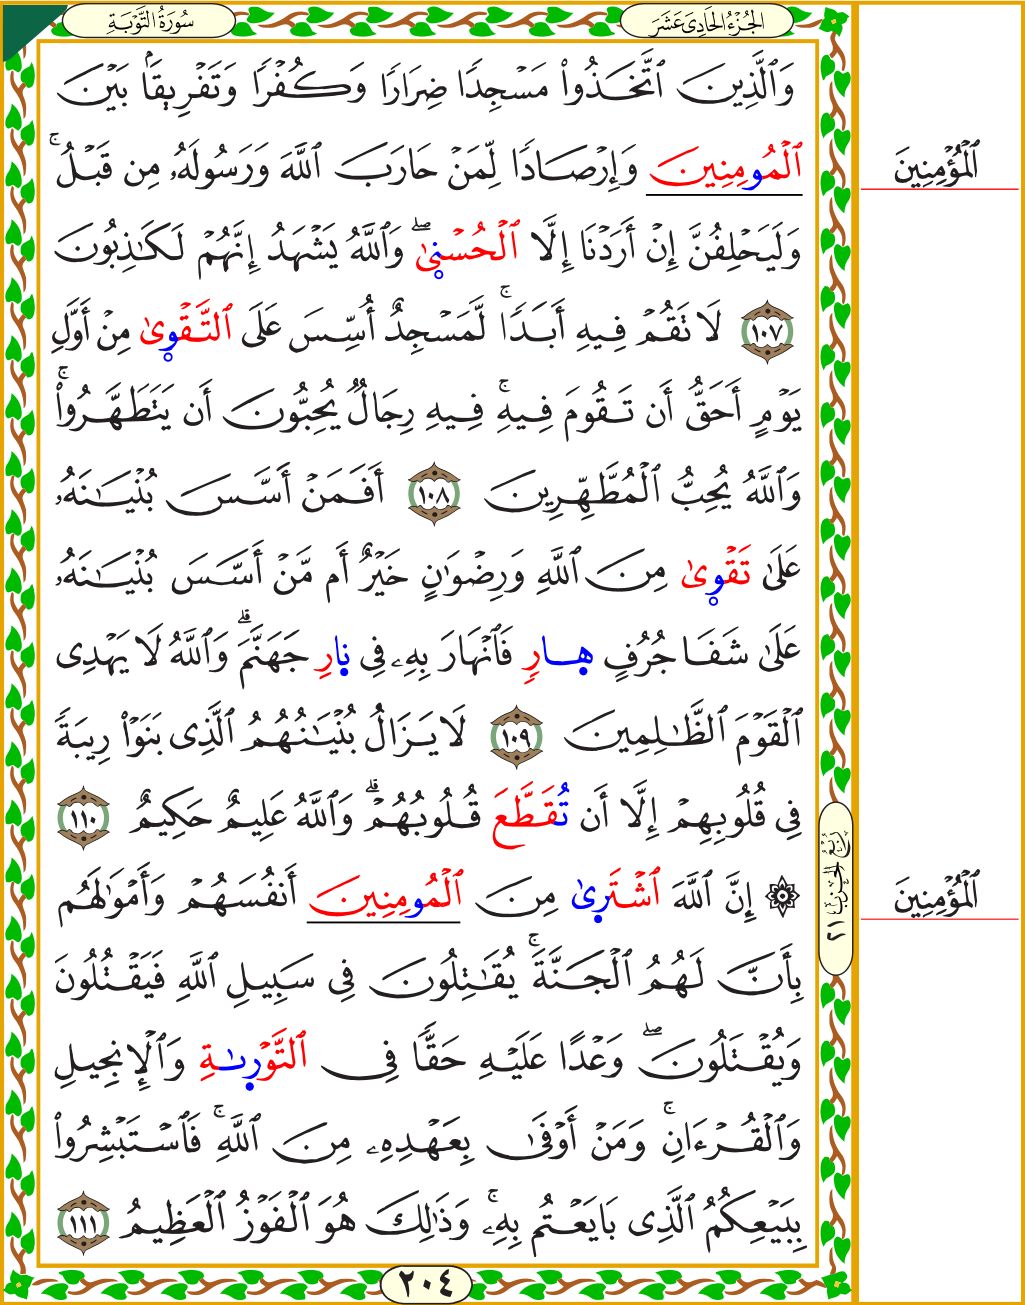 الجُزْءُ الحَادِىَ عَشَرَ
سُورَةُ التَّوْبَةِ
وَٱلَّذِينَ ٱتَّخَذُواْ مَسْجِدًا ضِرَارًا وَكُفْرًا وَتَفْرِيقًۢا بَيْنَ
ٱلْمُومِنِينَ وَإِرْصَادًا لِّمَنْ حَارَبَ ٱللَّهَ وَرَسُولَهُۥ مِن قَبْلُۚ
ٱلْمُؤْمِنِينَ
وَلَيَحْلِفُنَّ إِنْ أَرَدْنَا إِلَّا ٱلْحُسْنٜىٰۖ وَٱللَّهُ يَشْهَدُ إِنَّهُمْ لَكَٰذِبُونَ
١٠٧ لَا تَقُمْ فِيهِ أَبَدًاۚ لَّمَسْجِدٌ أُسِّسَ عَلَى ٱلتَّقْوٜىٰ مِنْ أَوَّلِ
يَوْمٍ أَحَقُّ أَن تَقُومَ فِيهِۚ فِيهِ رِجَالٌ يُحِبُّونَ أَن يَتَطَهَّرُواْۚ
وَٱللَّهُ يُحِبُّ ٱلْمُطَّهِّرِينَ ١٠٨ أَفَمَنْ أَسَّسَ بُنْيَٰنَهُۥ
عَلَىٰ تَقْوٜىٰ مِنَ ٱللَّهِ وَرِضْوَٰنٍ خَيْرٌ أَم مَّنْ أَسَّسَ بُنْيَٰنَهُۥ
عَلَىٰ شَفَا جُرُفٍ هٜارِ فَٱنْهَارَ بِهِۦ فِى نٜارِ جَهَنَّمَۗ وَٱللَّهُ لَا يَهْدِى
ٱلْقَوْمَ ٱلظَّٰلِمِينَ ١٠٩ لَا يَزَالُ بُنْيَٰنُهُمُ ٱلَّذِى بَنَوْاْ رِيبَةً
فِى قُلُوبِهِمْ إِلَّا أَن تُقَطَّعَ قُلُوبُهُمْۗ وَٱللَّهُ عَلِيمٌ حَكِيمٌ ١١٠
۞ إِنَّ ٱللَّهَ ٱشْتَرٜىٰ مِنَ ٱلْمُومِنِينَ أَنفُسَهُمْ وَأَمْوَٰلَهُم
رُبْعُ الحِزْبِ ٢١
ٱلْمُؤْمِنِينَ
بِأَنَّ لَهُمُ ٱلْجَنَّةَۚ يُقَٰتِلُونَ فِى سَبِيلِ ٱللَّهِ فَيَقْتُلُونَ
وَيُقْتَلُونَۖ وَعْدًا عَلَيْهِ حَقًّا فِى ٱلتَّوْرٜىٰةِ وَٱلْإِنجِيلِ
وَٱلْقُرْءَانِۚ وَمَنْ أَوْفَىٰ بِعَهْدِهِۦ مِنَ ٱللَّهِۚ فَٱسْتَبْشِرُواْ
بِبَيْعِكُمُ ٱلَّذِى بَايَعْتُم بِهِۦۚ وَذَٰلِكَ هُوَ ٱلْفَوْزُ ٱلْعَظِيمُ ١١١
٢٠٤